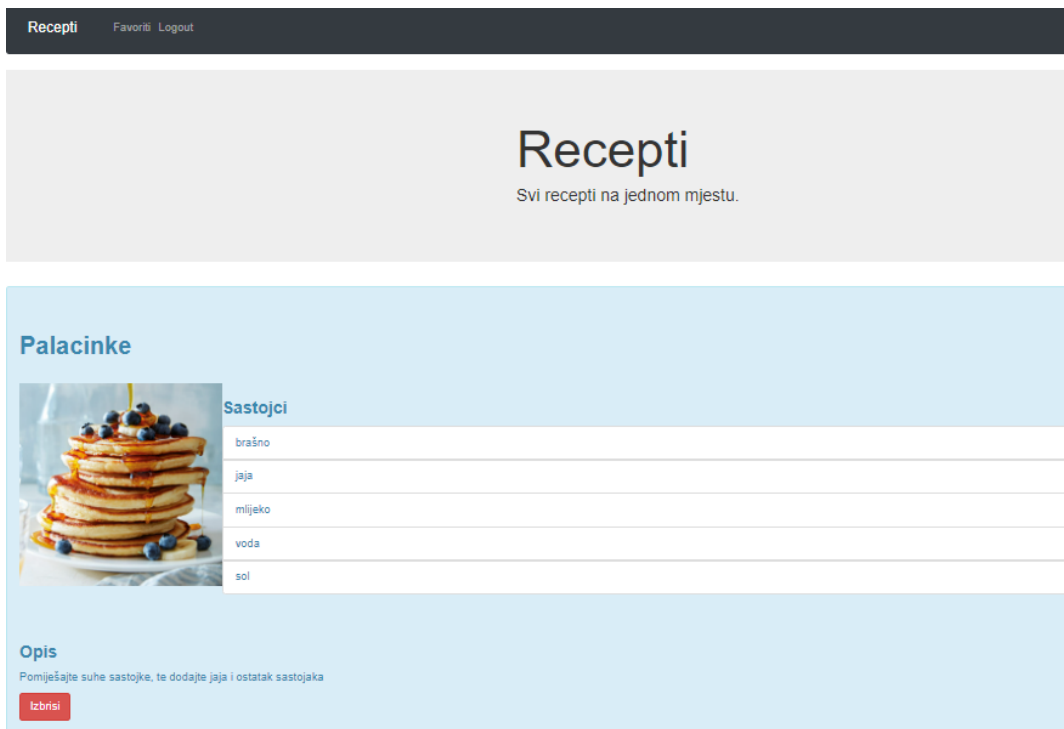 Recepti Favoriti Logout
Recepti
Svi recepti na jednom mjestu.
Palacinke
Sastojci
brašno
jaja
mlijeko
voda
sol
Opis
Pomiješajte suhe sastojke, te dodajte jaja i ostatak sastojaka
Izbrisi